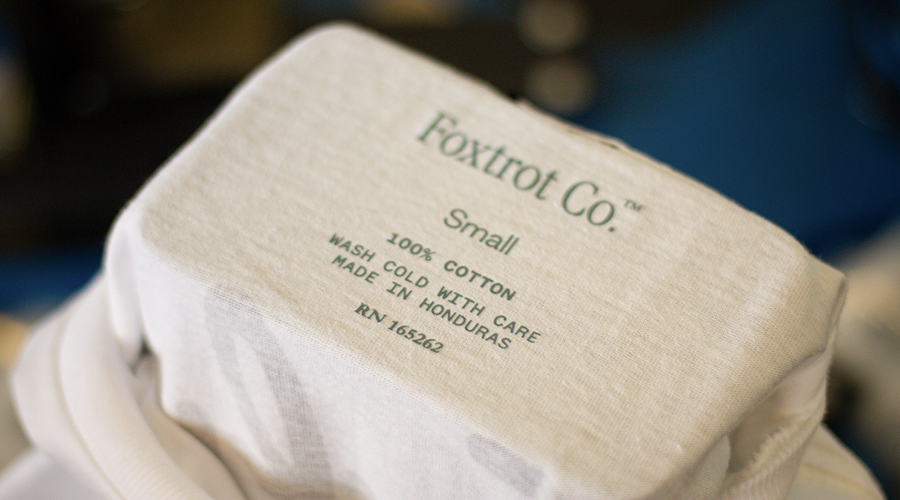 Foxtrot Co.™
Small
100% COTTON
WASH COLD WITH CARE
MADE IN HONDURAS
RN 165262